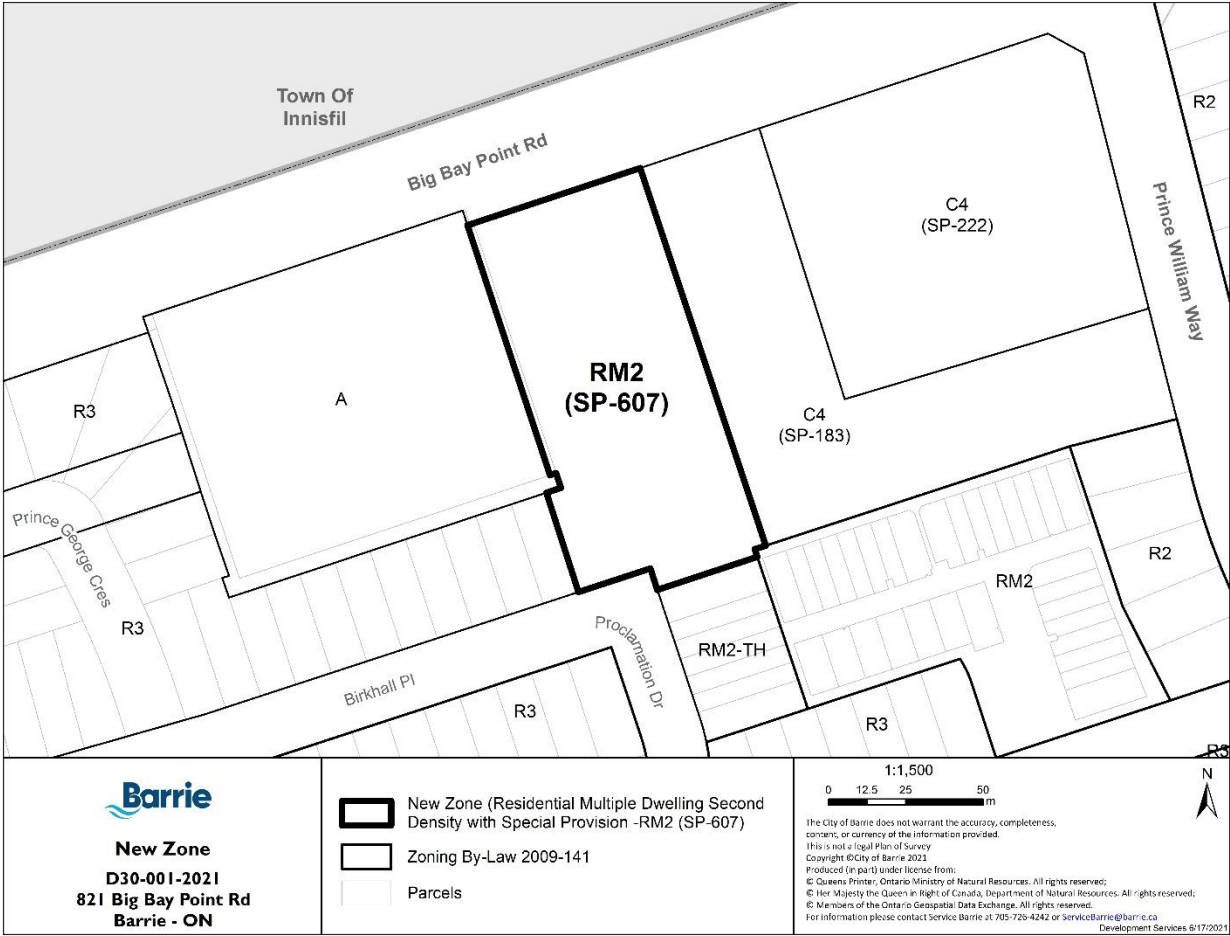 Town Of
Innisfil
Big Bay Point Rd
R2
C4
(SP-222)
Prince William Way
RM2
(SP-607)
A
R3
C4
(SP-183)
Prince George Cres
R3
R2
RM2
Proclamation Dr
RM2-TH
Birkhall Pl
R3
R3
R3
Barrie
New Zone
D30-001-2021
821 Big Bay Point Rd
Barrie - ON
New Zone (Residential Multiple Dwelling Second
Density with Special Provision -RM2 (SP-607)
Zoning By-Law 2009-141
Parcels
1:1,500
0 12.5 25 50
m
N
The City of Barrie does not warrant the accuracy, completeness,
content, or currency of the information provided.
This is not a legal Plan of Survey
Copyright ©City of Barrie 2021
Produced (in part) under license from:
© Queens Printer, Ontario Ministry of Natural Resources. All rights reserved;
© Her Majesty the Queen in Right of Canada, Department of Natural Resources. All rights reserved;
© Members of the Ontario Geospatial Data Exchange. All rights reserved.
For information please contact Service Barrie at 705-726-4242 or ServiceBarrie@barrie.ca
Development Services 6/17/2021